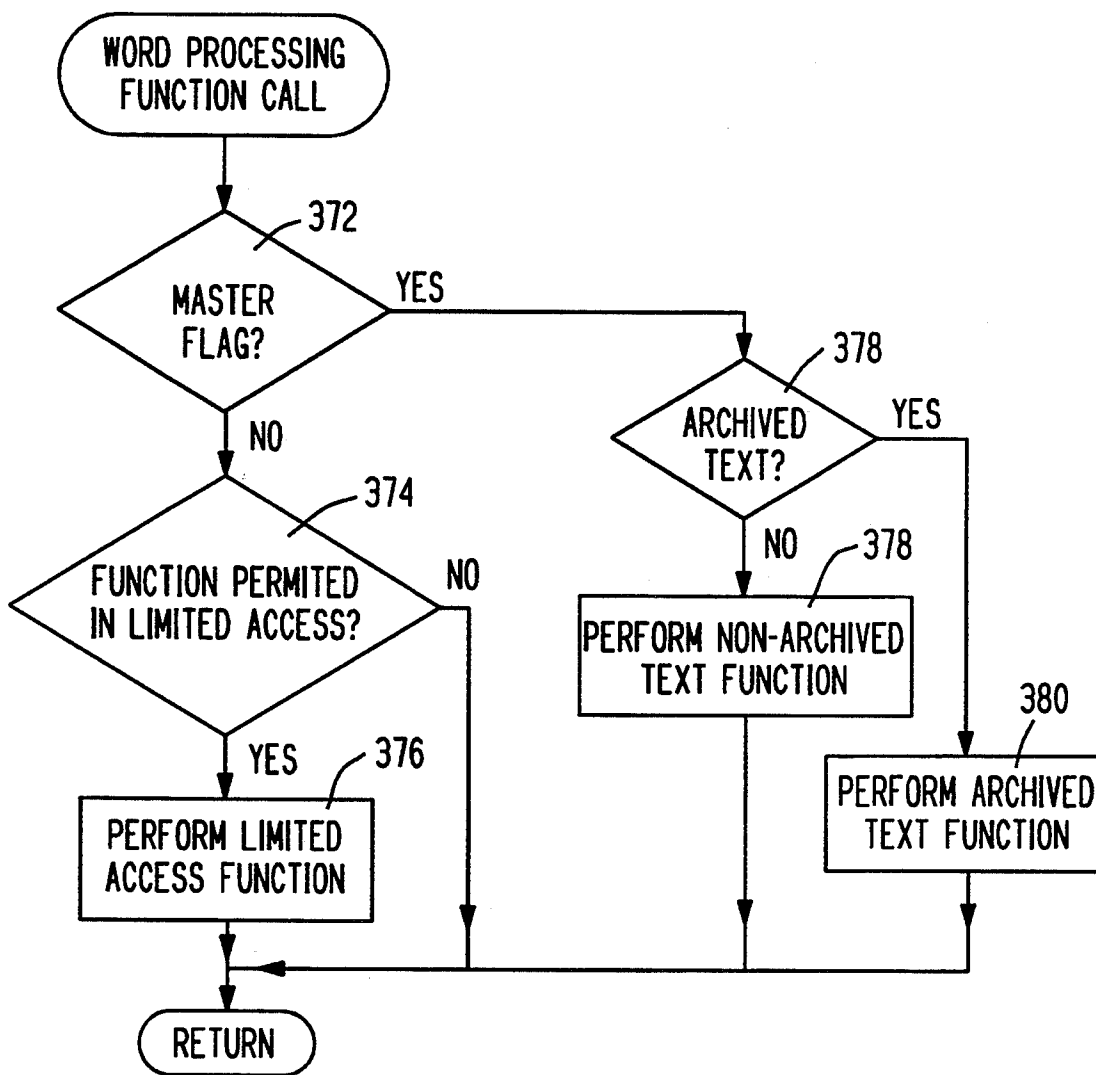 WORD PROCESSING
FUNCTION CALL
372
MASTER
FLAG?
YES
NO
378
ARCHIVED
TEXT?
YES
NO
374
FUNCTION PERMITED
IN LIMITED ACCESS?
NO
YES
378
PERFORM NON-ARCHIVED
TEXT FUNCTION
376
PERFORM LIMITED
ACCESS FUNCTION
380
PERFORM ARCHIVED
TEXT FUNCTION
RETURN